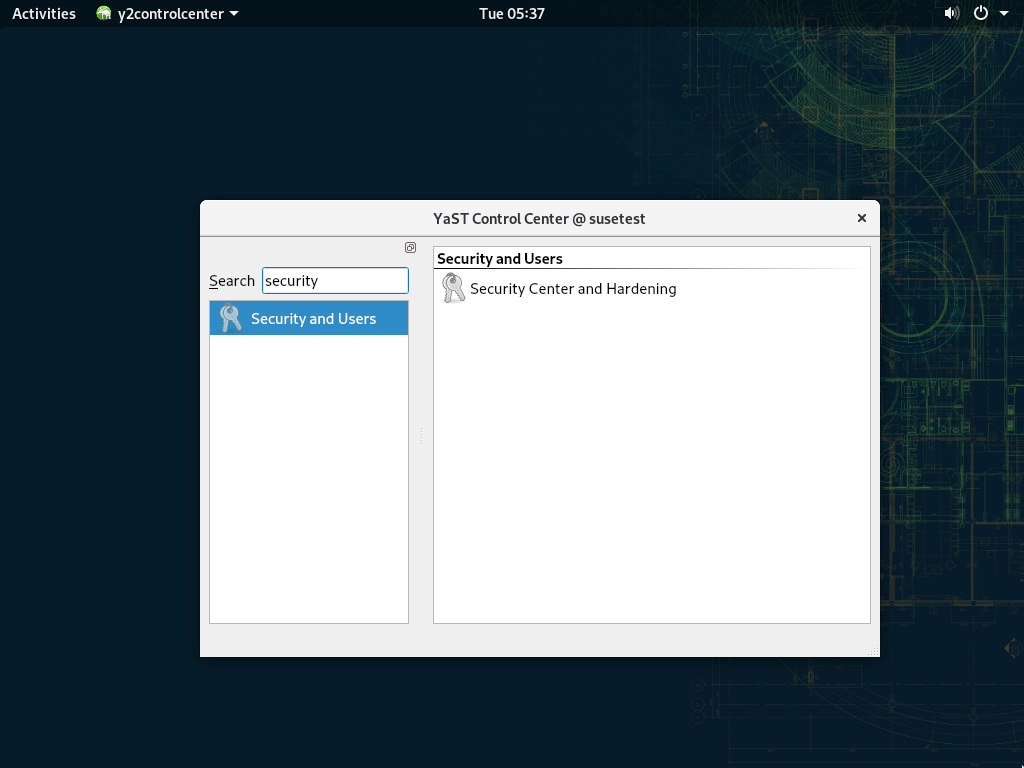 Activities y2controlcenter Tue 05:37
YaST Control Center @ susetest
Search security
Security and Users
Security and Users
Security Center and Hardening